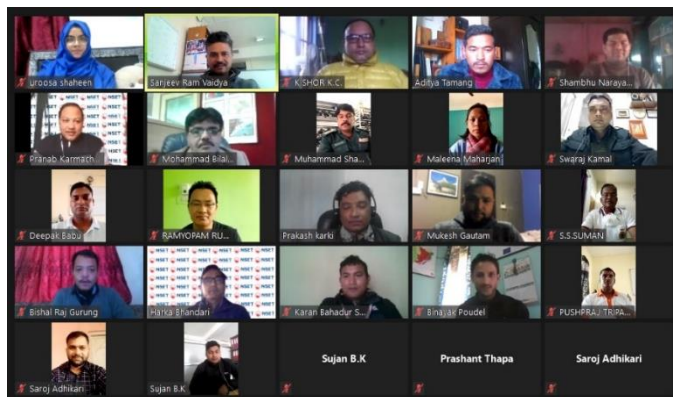 uroosa shaheen
Sanjeev Ram Vaidya
KISHOR K.C.
Aditya Tamang
Shambhu Naraya...
Pranab Karmach...
Mohammad Bilal...
Muhammad Sha...
Maleena Maharjan
Swaraj Kamal
Deepak Babu
RAMYOPAM RU...
Prakash karki
Mukesh Gautam
S.S.SUMAN
Bishal Raj Gurung
Harka Bhandari
Karan Bahadur S...
Binayak Poudel
PUSHPRAJ TRIPA...
Saroj Adhikari
Sujan B.K
Sujan B.K
Prashant Thapa
Saroj Adhikari
NSET